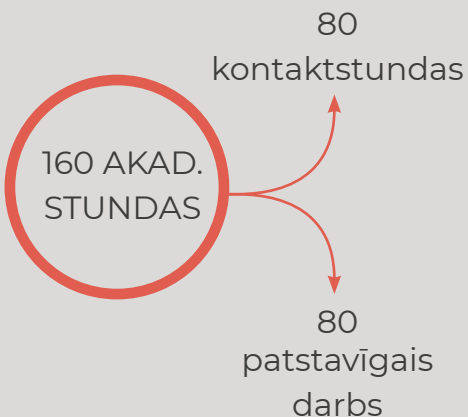 80
kontaktstundas
160 AKAD.
STUNDAS
80
patstavīgais
darbs